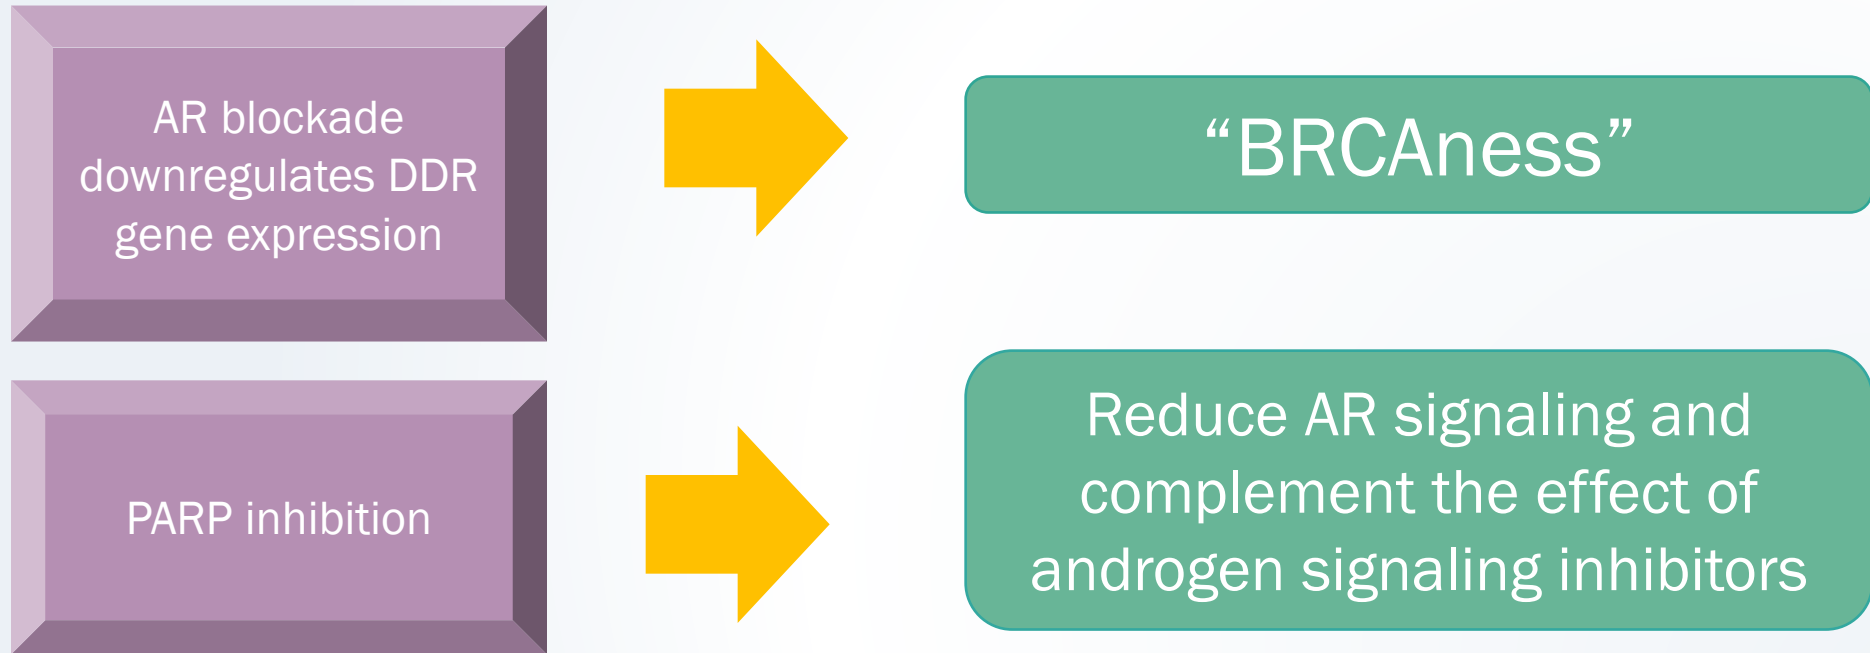 AR blockade
downregulates DDR
gene expression
“BRCAness”
PARP inhibition
Reduce AR signaling and
complement the effect of
androgen signaling inhibitors